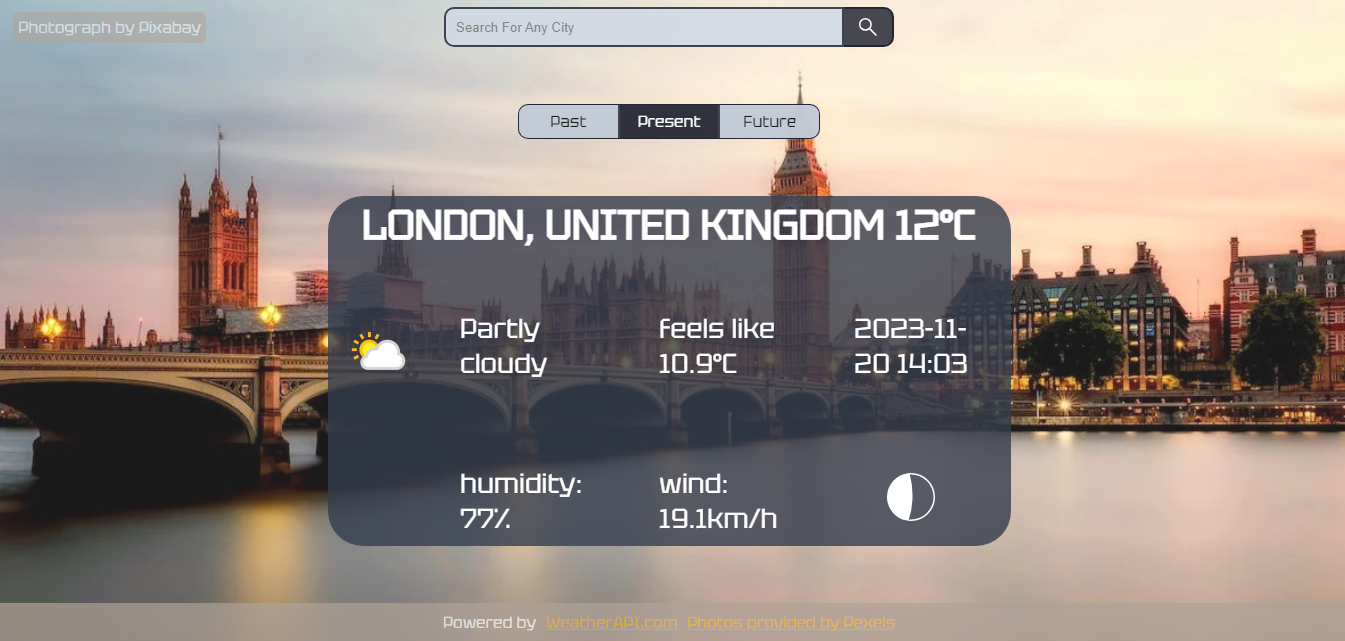 Photograph by Pixabay
Search For Any City
Past Present Future
LONDON, UNITED KINGDOM 12°C
Partly
cloudy
feels like
10.9°C
2023-11-
20 14:03
humidity:
77%
wind:
19.1km/h
Powered by WeatherAPI.com Photos provided by Pexels